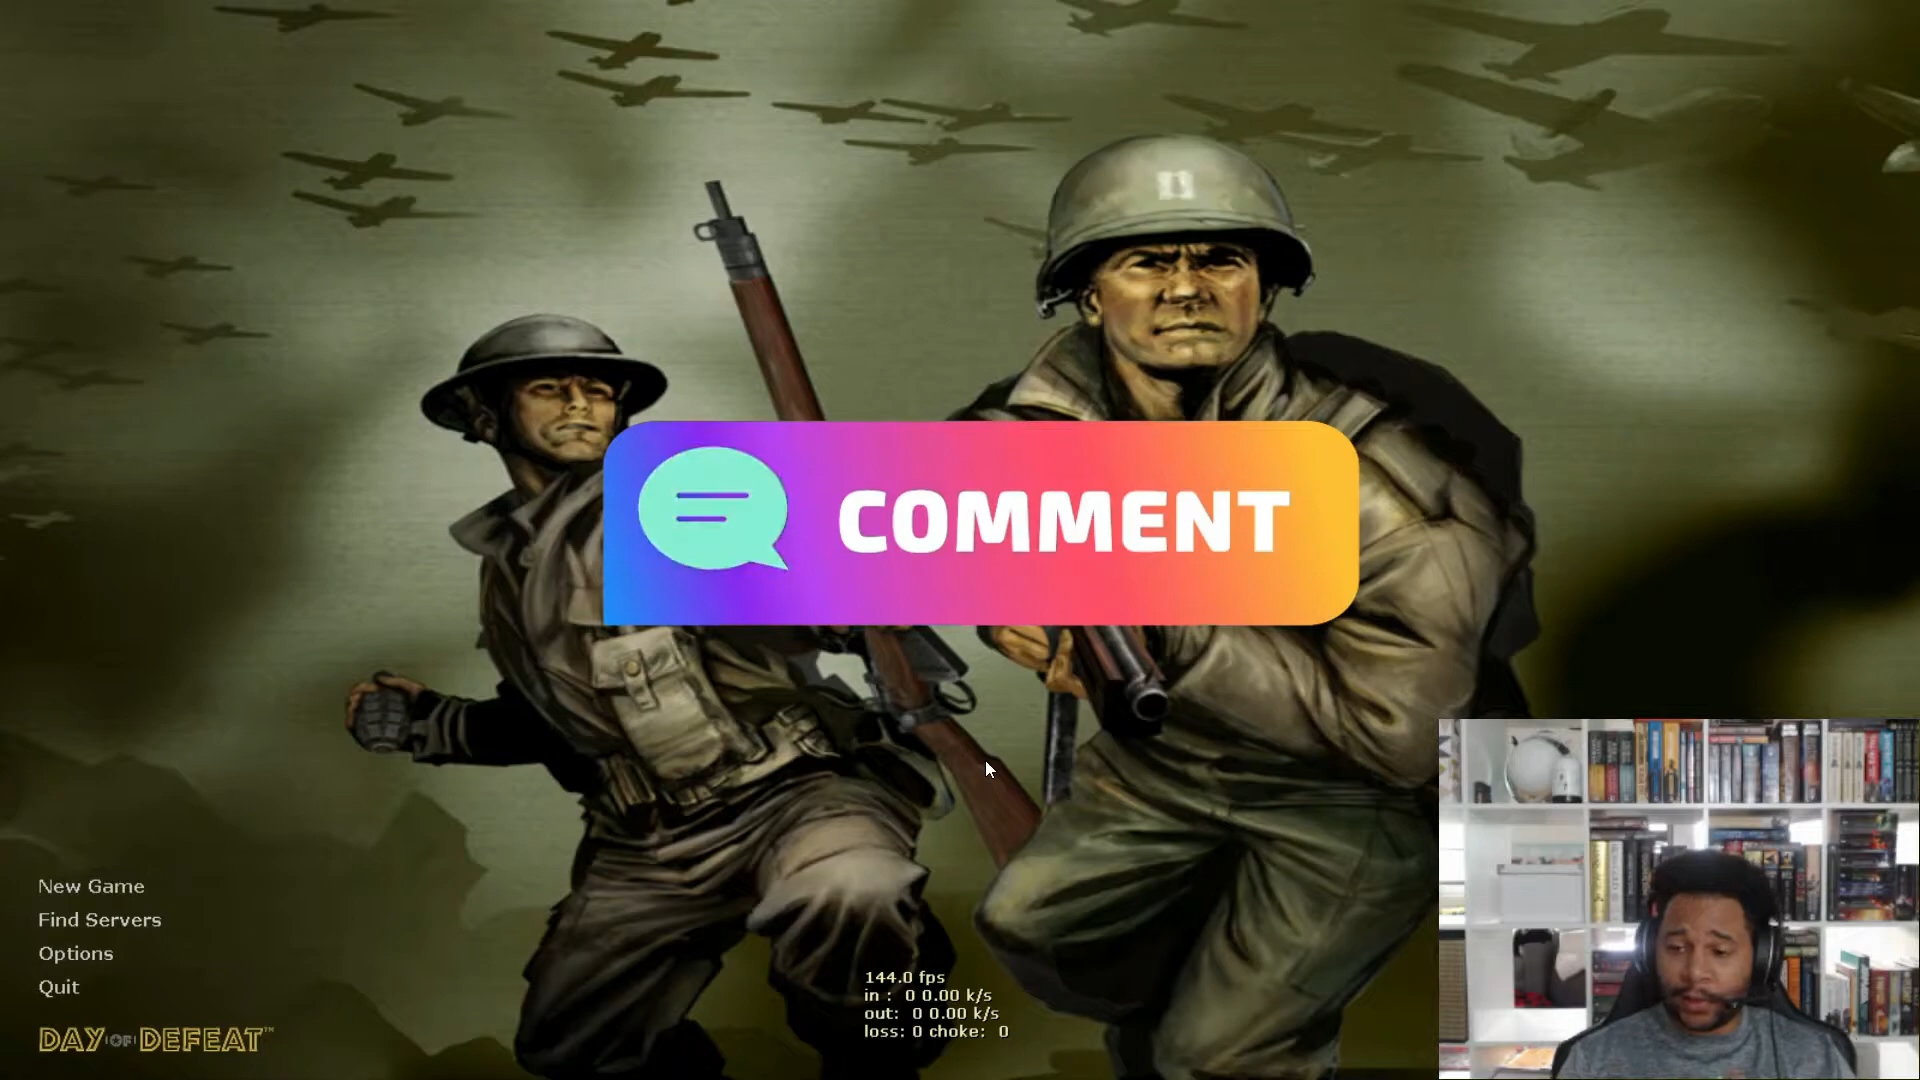 COMMENT
New Game
Find Servers
Options
Quit
DAY OF DEFEAT™
144.0 fps
in : 0 0.00 k/s
out: 0 0.00 k/s
loss: 0 choke: 0